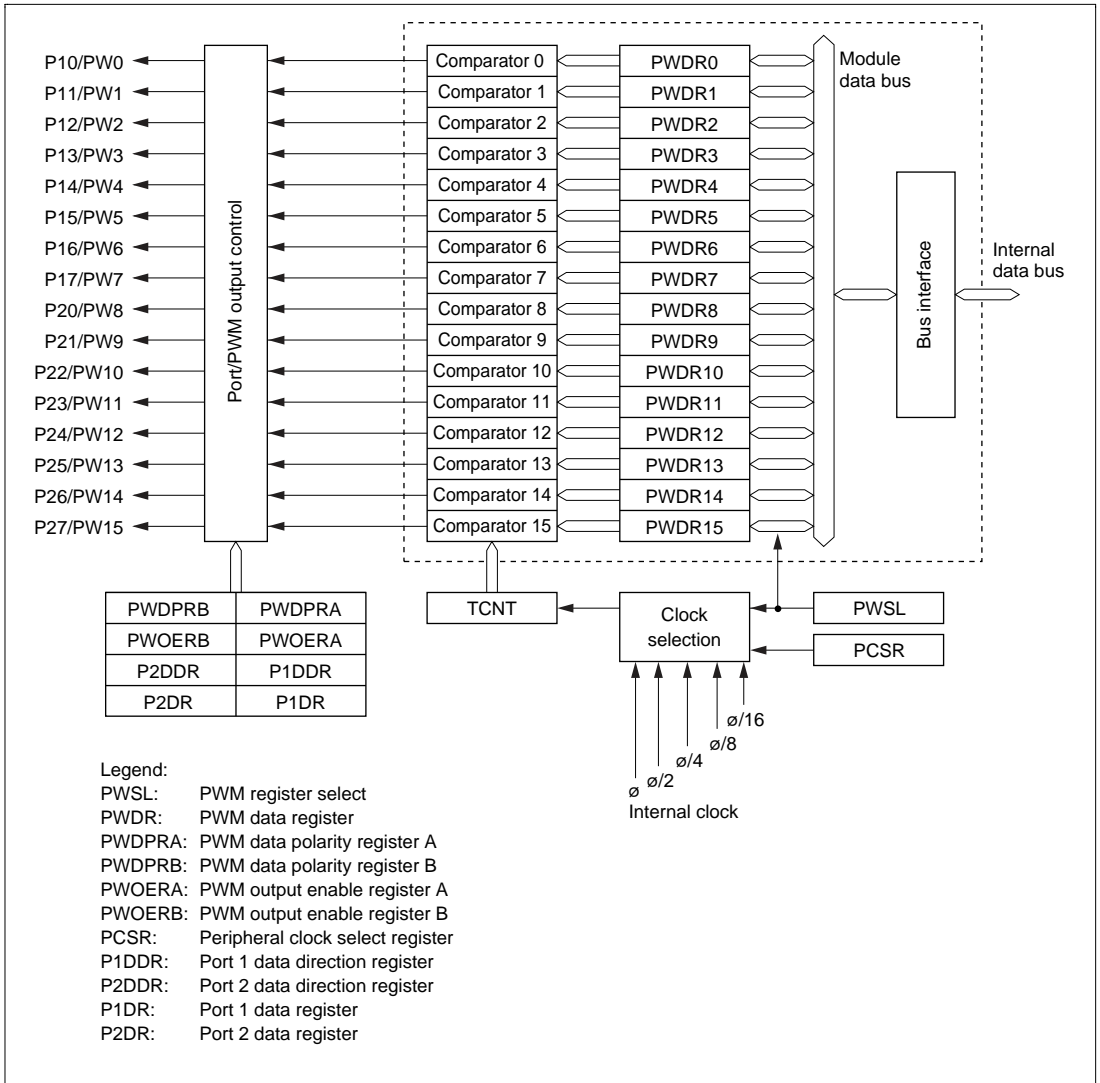 P10/PW0 Comparator 0 PWDR0 Module
P11/PW1 Comparator 1 PWDR1 data bus
P12/PW2 Comparator 2 PWDR2
P13/PW3 Comparator 3 PWDR3
P14/PW4 Comparator 4 PWDR4
P15/PW5 Comparator 5 PWDR5
P16/PW6 Comparator 6 PWDR6
P17/PW7 Comparator 7 PWDR7
P20/PW8 Comparator 8 PWDR8
P21/PW9 Comparator 9 PWDR9
P22/PW10 Comparator 10 PWDR10
P23/PW11 Comparator 11 PWDR11
P24/PW12 Comparator 12 PWDR12
P25/PW13 Comparator 13 PWDR13
P26/PW14 Comparator 14 PWDR14
P27/PW15 Comparator 15 PWDR15
Port/PWM output control
Bus interface
Internal
data bus
PWDPRB PWDPRA
PWOERB PWOERA
P2DDR P1DDR
P2DR P1DR
TCNT
Clock
selection
PWSL
PCSR
ø/16
ø/8
ø/4
ø/2
ø
Internal clock
Legend:
PWSL: PWM register select
PWDR: PWM data register
PWDPRA: PWM data polarity register A
PWDPRB: PWM data polarity register B
PWOERA: PWM output enable register A
PWOERB: PWM output enable register B
PCSR: Peripheral clock select register
P1DDR: Port 1 data direction register
P2DDR: Port 2 data direction register
P1DR: Port 1 data register
P2DR: Port 2 data register